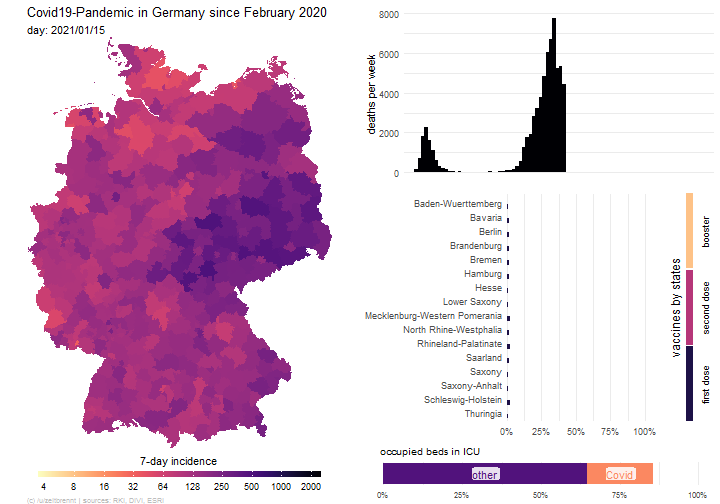 Covid19-Pandemic in Germany since February 2020
day: 2021/01/15
7-day incidence
4 8 16 32 64 125 250 500 1000 2000
(c) /u/zeitbrennt | sources: RKI, DIVI, ESRI
deaths per week
8000
6000
4000
2000
0
Baden-Wuerttemberg
Bavaria
Berlin
Brandenburg
Bremen
Hamburg
Hesse
Lower Saxony
Mecklenburg-Western Pomerania
North Rhine-Westphalia
Rhineland-Palatinate
Saarland
Saxony
Saxony-Anhalt
Schleswig-Holstein
Thuringia
0% 25% 50% 75% 100%
vaccines by states
booster
second dose
first dose
occupied beds in ICU
other
Covid
0% 25% 50% 75% 100%